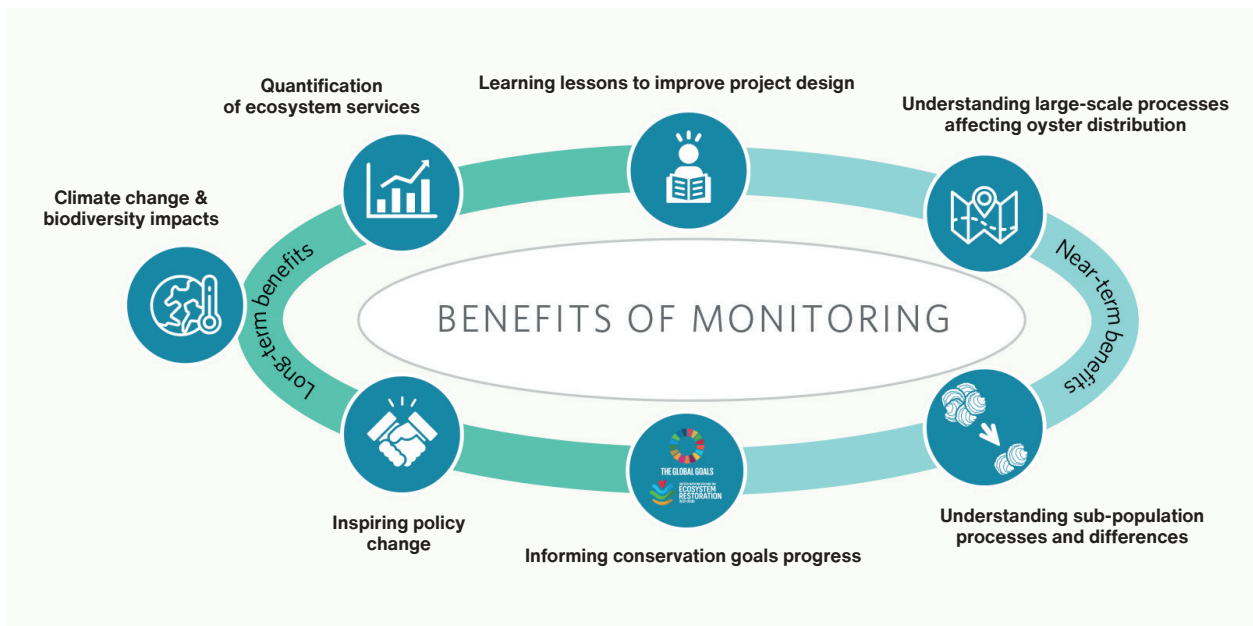 Quantification
of ecosystem services
Learning lessons to improve project design
Understanding large-scale processes
affecting oyster distribution
Climate change &
biodiversity impacts
Long-term benefits
BENEFITS OF MONITORING
Near-term benefits
THE GLOBAL GOALS
ECOSYSTEM
RESTORATION
Inspiring policy
change
Informing conservation goals progress
Understanding sub-population
processes and differences